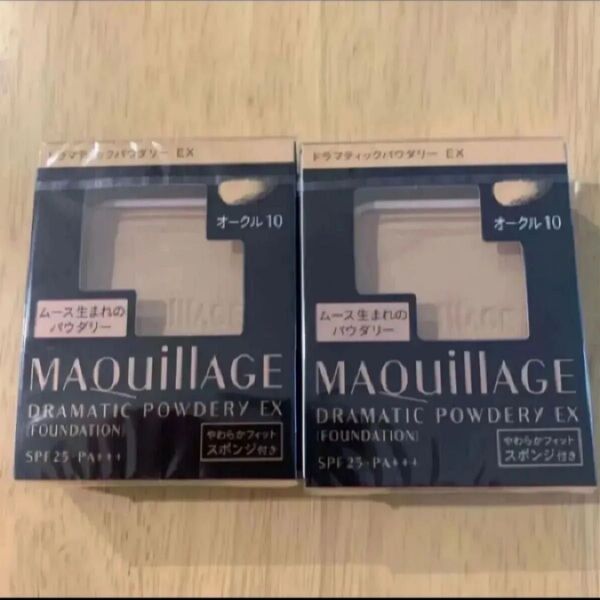 ドラマティックパウダリー EX
オークル10
ムース生まれの
パウダリー
MAQuillAGE
DRAMATIC POWDERY EX
(FOUNDATION)
SPF25・PA+++
やわらかフィット
スポンジ付き
ドラマティックパウダリー EX
オークル10
ムース生まれの
パウダリー
MAQuillAGE
DRAMATIC POWDERY EX
(FOUNDATION)
SPF25・PA+++
やわらかフィット
スポンジ付き